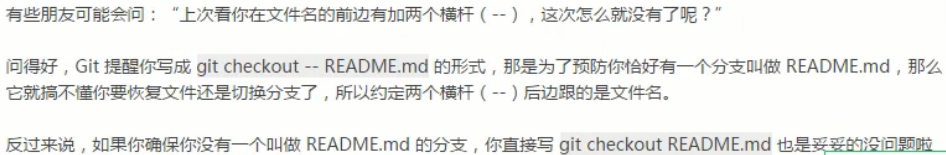 有些朋友可能会问：“上次看你在文件名的前边有加两个横杆（--），这次怎么就没有了呢？”
问得好，Git 提醒你写成 git checkout -- README.md 的形式，那是为了预防你恰好有一个分支叫做 README.md，那么
它就搞不懂你要恢复文件还是切换分支了，所以约定两个横杆（--）后边跟的是文件名。
反过来说，如果你确保你没有一个叫做 README.md 的分支，你直接写 git checkout README.md 也是妥妥的没问题啦